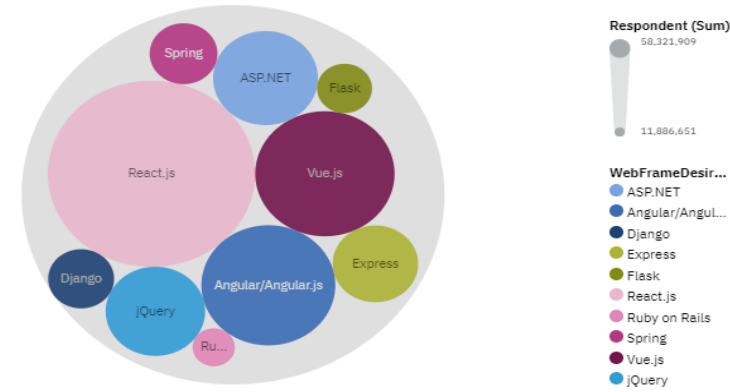 Spring
ASP.NET
Flask
React.js
Vue.js
Django
jQuery
Angular/Angular.js
Express
Ru...
Respondent (Sum)
58,321,909
11,886,651
WebFrameDesir...
ASP.NET
Angular/Angul...
Django
Express
Flask
React.js
Ruby on Rails
Spring
Vue.js
jQuery